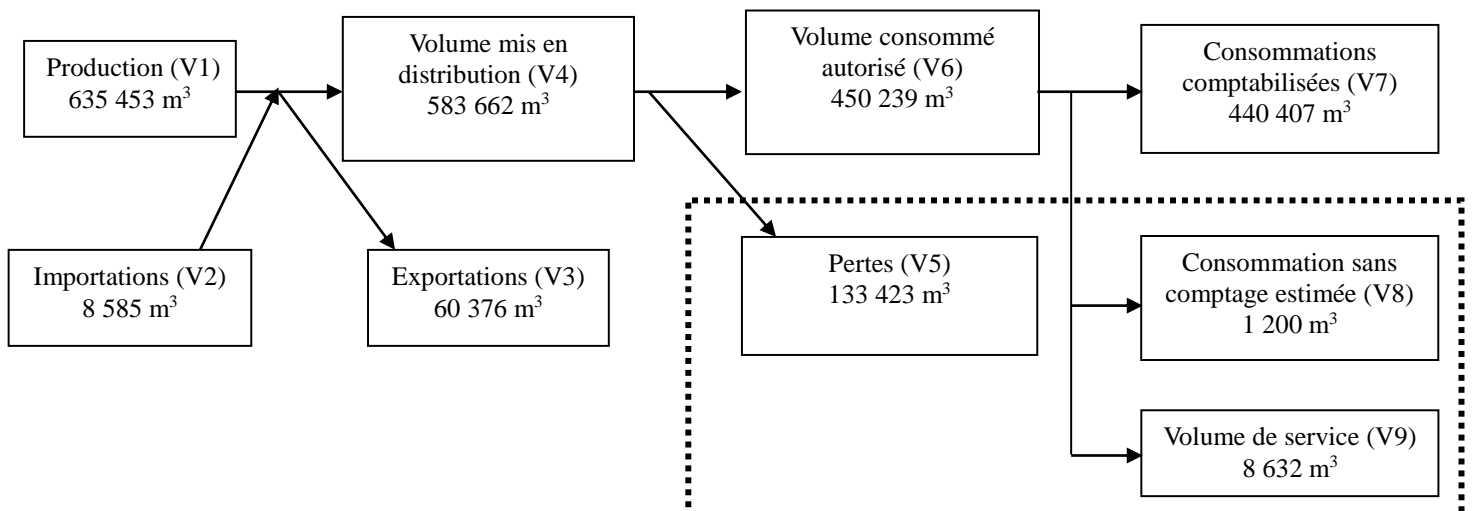 Production (V1)
635 453 m³
Volume mis en
distribution (V4)
583 662 m³
Volume consommé
autorisé (V6)
450 239 m³
Consommations
comptabilisées (V7)
440 407 m³
Importations (V2)
8 585 m³
Exportations (V3)
60 376 m³
Pertes (V5)
133 423 m³
Consommation sans
comptage estimée (V8)
1 200 m³
Volume de service (V9)
8 632 m³